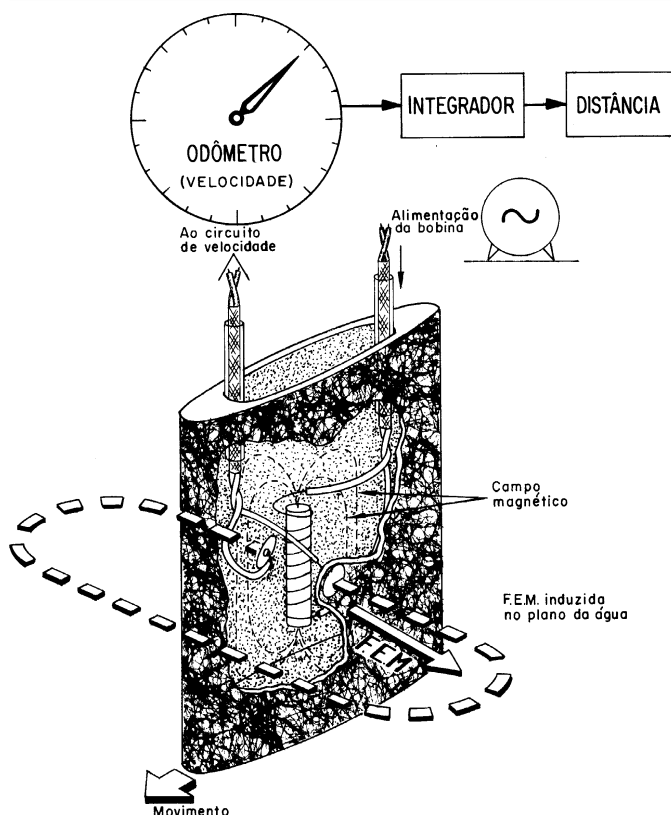 ODÔMETRO
(VELOCIDADE)
INTEGRADOR
DISTÂNCIA
Ao circuito
de velocidade
Alimentação
da bobina
Campo
magnético
F.E.M. induzida
no plano da água
FEM
Movimento